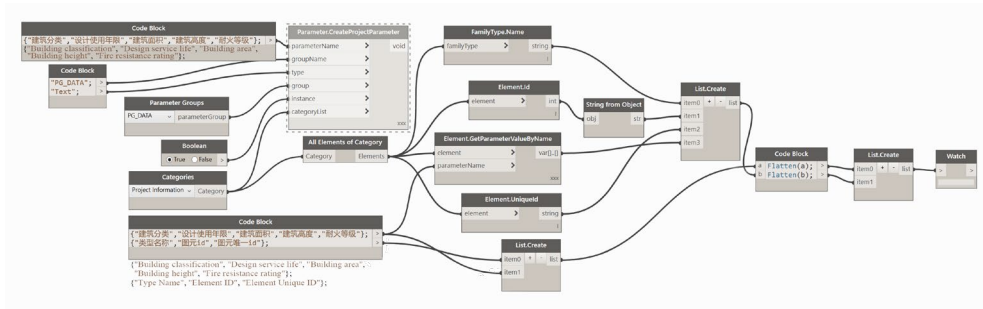 Code Block
{"建筑分类","设计使用年限","建筑面积","建筑高度","耐火等级"};
{"Building classification", "Design service life", "Building area",
"Building height", "Fire resistance rating"};
Code Block
"PG_DATA";
"Text";
Parameter Groups
PG_DATA
parameterGroup
Boolean
True
False
Categories
Project Information
Category
Parameter.CreateProjectParameter
parameterName
void
groupName
type
group
instance
categoryList
xxx
All Elements of Category
Category
Elements
Code Block
{"建筑分类","设计使用年限","建筑面积","建筑高度","耐火等级"};
{"类型名称","图元id","图元唯一id"};
{"Building classification", "Design service life", "Building area",
"Building height", "Fire resistance rating"};
{"Type Name", "Element ID", "Element Unique ID"};
FamilyType.Name
familyType
string
Element.Id
element
int
Element.GetParameterValueByName
element
var[]..[]
parameterName
xxx
Element.UniqueId
element
string
String from Object
obj
str
List.Create
item0 + - list
item1
List.Create
item0 + - list
item1
item2
item3
Code Block
a Flatten(a);
b Flatten(b);
List.Create
item0 + - list
item1
Watch